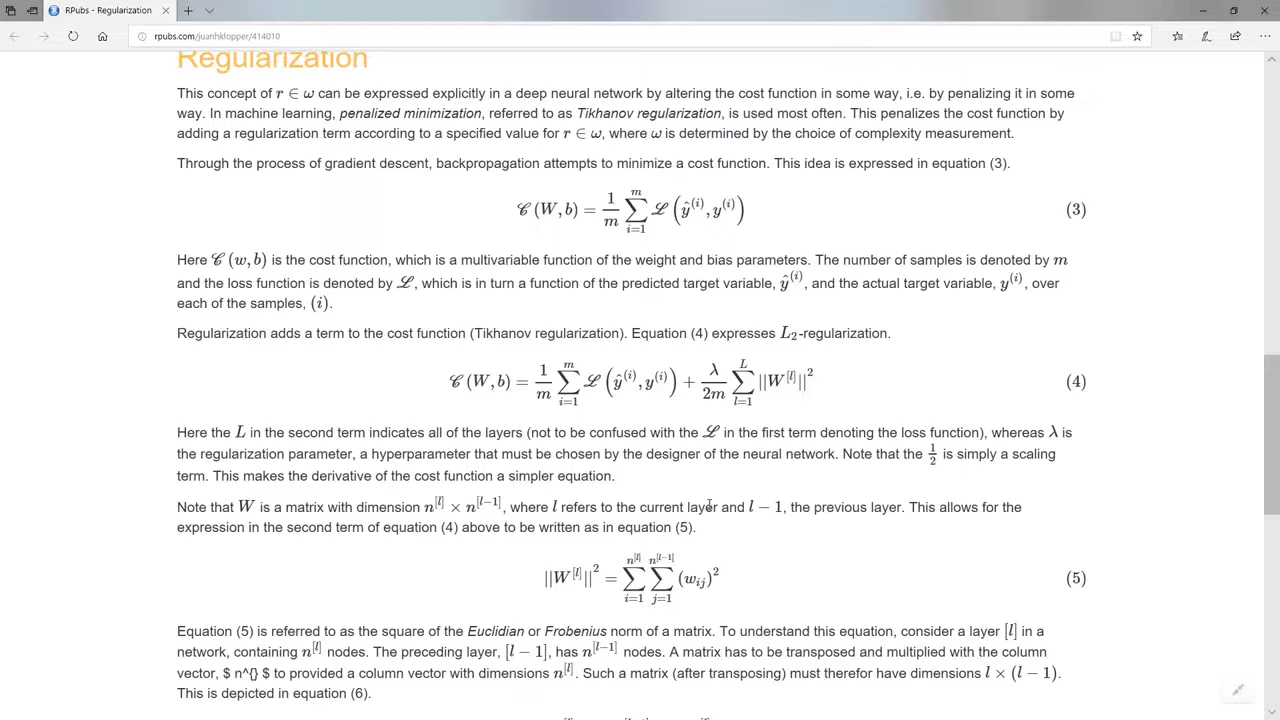 RPubs - Regularization
rpubs.com/juanhklopper/414010
Regularization
This concept of r ∈ ω can be expressed explicitly in a deep neural network by altering the cost function in some way, i.e. by penalizing it in some
way. In machine learning, penalized minimization, referred to as Tikhanov regularization, is used most often. This penalizes the cost function by
adding a regularization term according to a specified value for r ∈ ω, where ω is determined by the choice of complexity measurement.
Through the process of gradient descent, backpropagation attempts to minimize a cost function. This idea is expressed in equation (3).
𝒞 (W, b) = 1/m ∑_{i=1}^{m} ℒ (ŷ^{(i)}, y^{(i)}) (3)
Here 𝒞 (w, b) is the cost function, which is a multivariable function of the weight and bias parameters. The number of samples is denoted by m
and the loss function is denoted by ℒ, which is in turn a function of the predicted target variable, ŷ^{(i)}, and the actual target variable, y^{(i)}, over
each of the samples, (i).
Regularization adds a term to the cost function (Tikhanov regularization). Equation (4) expresses L₂-regularization.
𝒞 (W, b) = 1/m ∑_{i=1}^{m} ℒ (ŷ^{(i)}, y^{(i)}) + λ/2m ∑_{l=1}^{L} ||W^{[l]}||² (4)
Here the L in the second term indicates all of the layers (not to be confused with the ℒ in the first term denoting the loss function), whereas λ is
the regularization parameter, a hyperparameter that must be chosen by the designer of the neural network. Note that the 1/2 is simply a scaling
term. This makes the derivative of the cost function a simpler equation.
Note that W is a matrix with dimension n^{[l]} × n^{[l−1]}, where l refers to the current layer and l − 1, the previous layer. This allows for the
expression in the second term of equation (4) above to be written as in equation (5).
||W^{[l]}||² = ∑_{i=1}^{n^{[l]}} ∑_{j=1}^{n^{[l−1]}} (w_{ij})² (5)
Equation (5) is referred to as the square of the Euclidian or Frobenius norm of a matrix. To understand this equation, consider a layer [l] in a
network, containing n^{[l]} nodes. The preceding layer, [l − 1], has n^{[l−1]} nodes. A matrix has to be transposed and multiplied with the column
vector, $ n^{} $ to provided a column vector with dimensions n^{[l]}. Such a matrix (after transposing) must therefor have dimensions l × (l − 1).
This is depicted in equation (6).